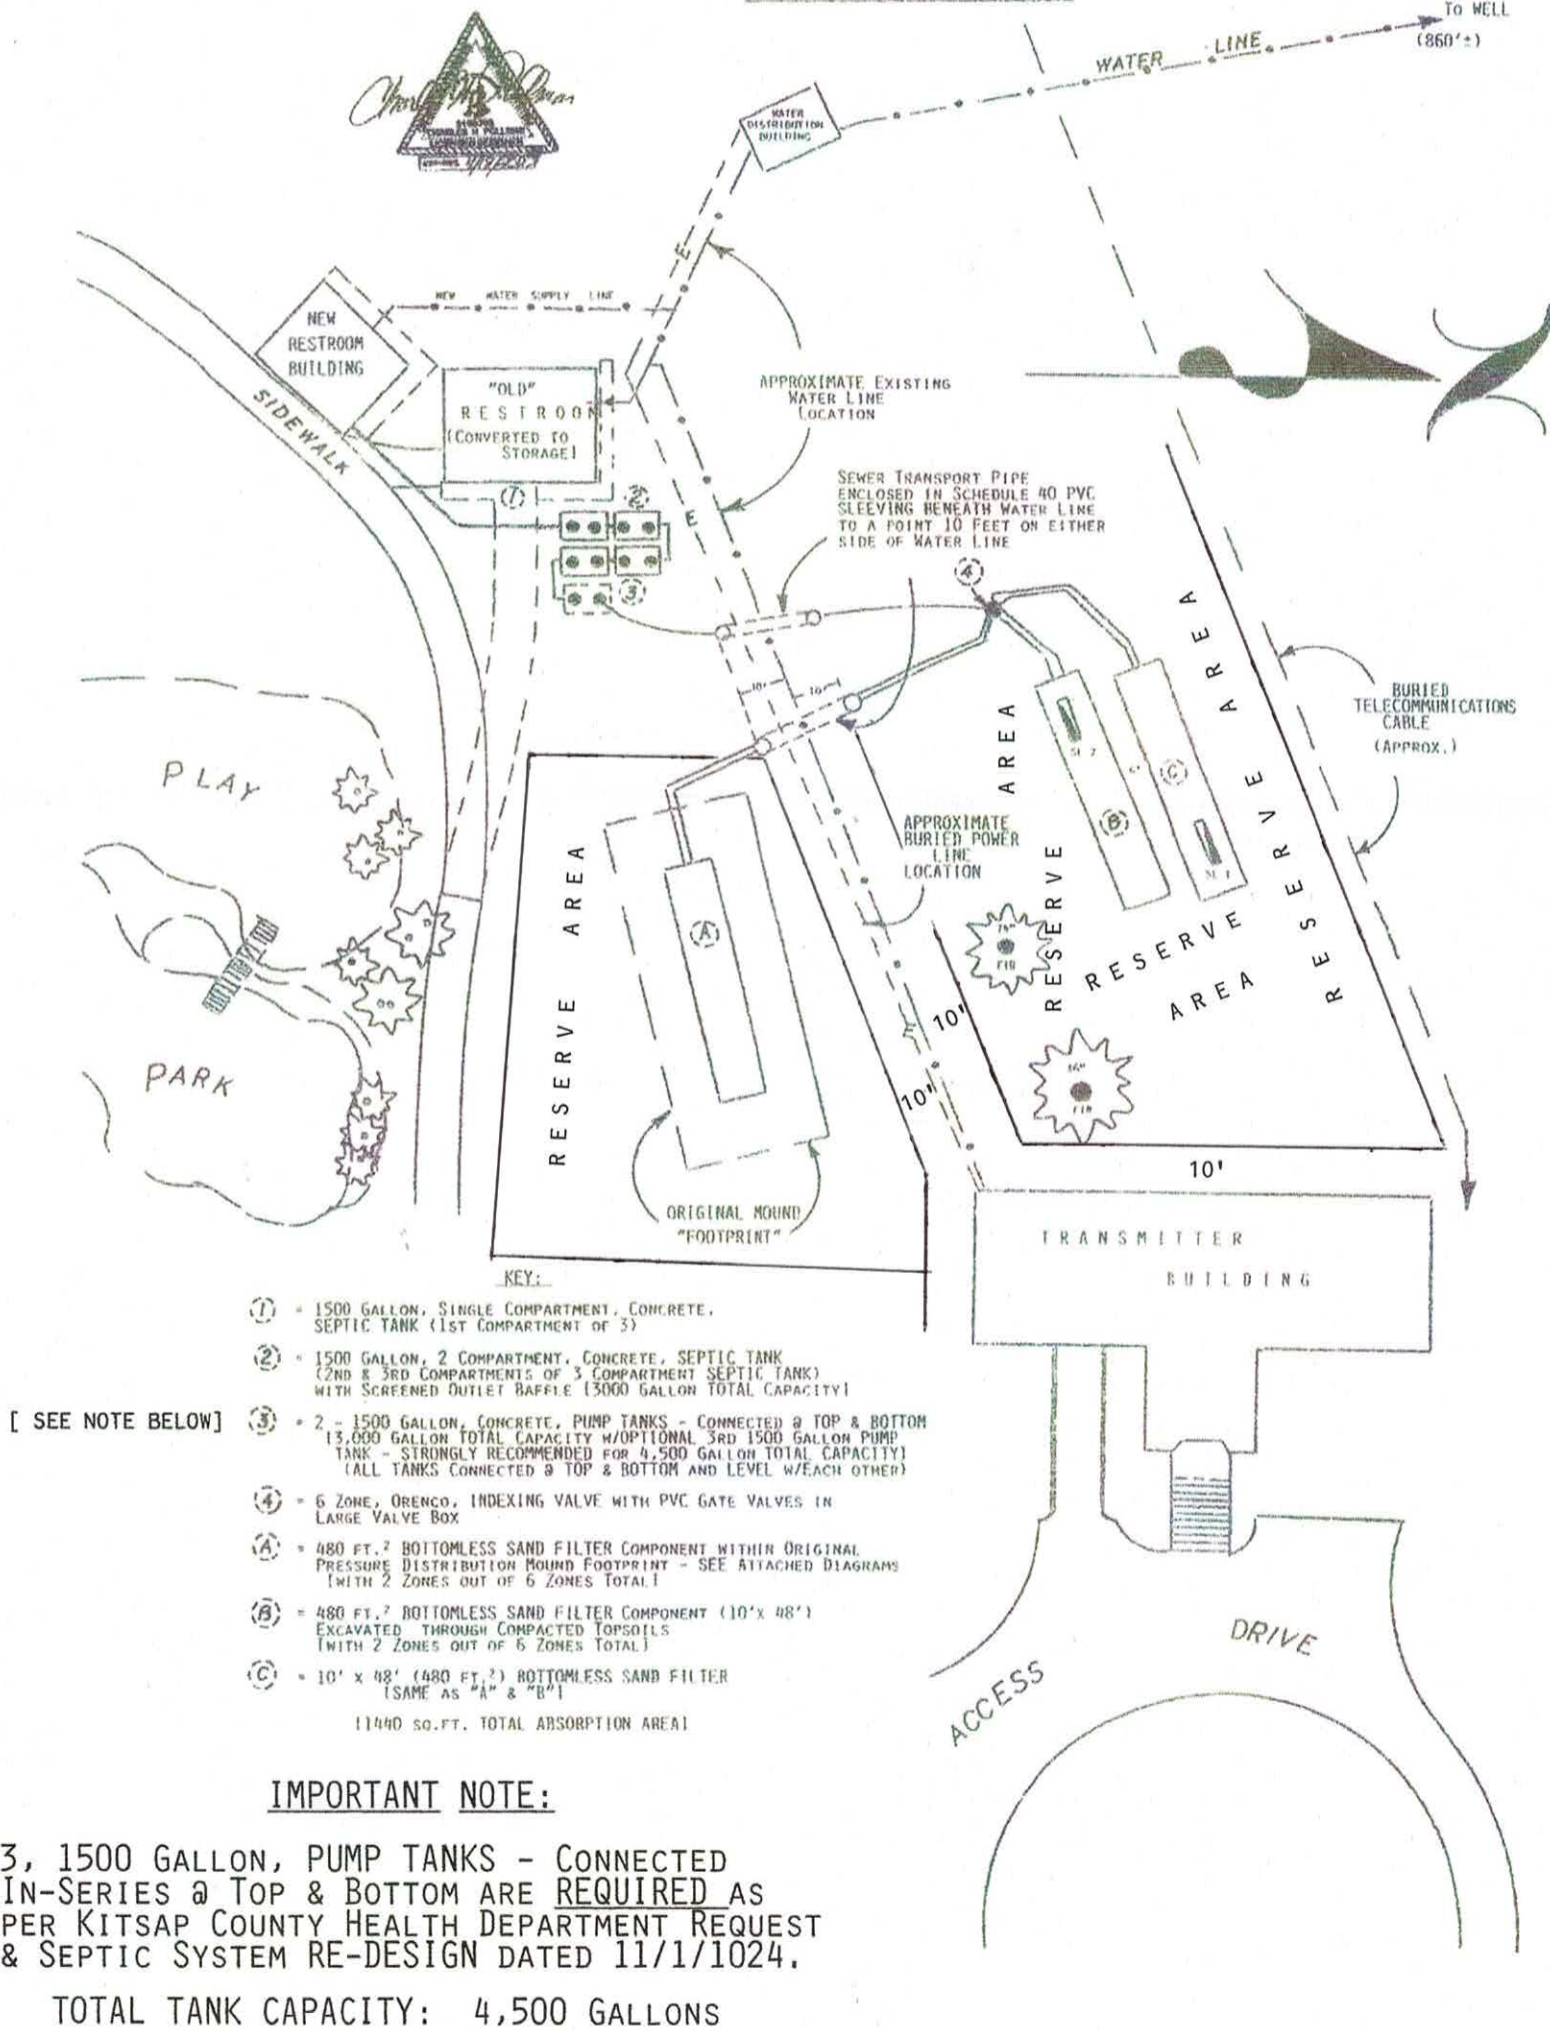 TO WELL
(860'±)
WATER LINE
WATER
DISTRIBUTION
BUILDING
E
NEW WATER SUPPLY LINE
NEW
RESTROOM
BUILDING
SIDEWALK
"OLD"
RESTROOM
[CONVERTED TO
STORAGE]
APPROXIMATE EXISTING
WATER LINE
LOCATION
SEWER TRANSPORT PIPE
ENCLOSED IN SCHEDULE 40 PVC
SLEEVING BENEATH WATER LINE
TO A POINT 10 FEET ON EITHER
SIDE OF WATER LINE
1
2
3
4
E
10'
10'
BURIED
TELECOMMUNICATIONS
CABLE
(APPROX.)
RESERVE AREA
RESERVE AREA
RESERVE AREA
RESERVE
AREA
A
B
C
APPROXIMATE
BURIED POWER
LINE
LOCATION
FIR
FIR
10'
10'
10'
PLAY
PARK
ORIGINAL MOUND
"FOOTPRINT"
TRANSMITTER
BUILDING
ACCESS
DRIVE
KEY:
1 = 1500 GALLON, SINGLE COMPARTMENT, CONCRETE,
SEPTIC TANK (1ST COMPARTMENT OF 3)
2 = 1500 GALLON, 2 COMPARTMENT, CONCRETE, SEPTIC TANK
(2ND & 3RD COMPARTMENTS OF 3 COMPARTMENT SEPTIC TANK)
WITH SCREENED OUTLET BAFFLE [3000 GALLON TOTAL CAPACITY]
[ SEE NOTE BELOW] 3 = 2 - 1500 GALLON, CONCRETE, PUMP TANKS - CONNECTED @ TOP & BOTTOM
[3,000 GALLON TOTAL CAPACITY W/OPTIONAL 3RD 1500 GALLON PUMP
TANK - STRONGLY RECOMMENDED FOR 4,500 GALLON TOTAL CAPACITY]
(ALL TANKS CONNECTED @ TOP & BOTTOM AND LEVEL W/EACH OTHER)
4 = 6 ZONE, ORENCO, INDEXING VALVE WITH PVC GATE VALVES IN
LARGE VALVE BOX
A = 480 FT.² BOTTOMLESS SAND FILTER COMPONENT WITHIN ORIGINAL
PRESSURE DISTRIBUTION MOUND FOOTPRINT - SEE ATTACHED DIAGRAMS
[WITH 2 ZONES OUT OF 6 ZONES TOTAL]
B = 480 FT.² BOTTOMLESS SAND FILTER COMPONENT (10'X 48')
EXCAVATED THROUGH COMPACTED TOPSOILS
[WITH 2 ZONES OUT OF 6 ZONES TOTAL]
C = 10' X 48' (480 FT.²) BOTTOMLESS SAND FILTER
[SAME AS "A" & "B"]
[1440 SQ.FT. TOTAL ABSORPTION AREA]
IMPORTANT NOTE:
3, 1500 GALLON, PUMP TANKS - CONNECTED
IN-SERIES @ TOP & BOTTOM ARE REQUIRED AS
PER KITSAP COUNTY HEALTH DEPARTMENT REQUEST
& SEPTIC SYSTEM RE-DESIGN DATED 11/1/1024.
TOTAL TANK CAPACITY: 4,500 GALLONS